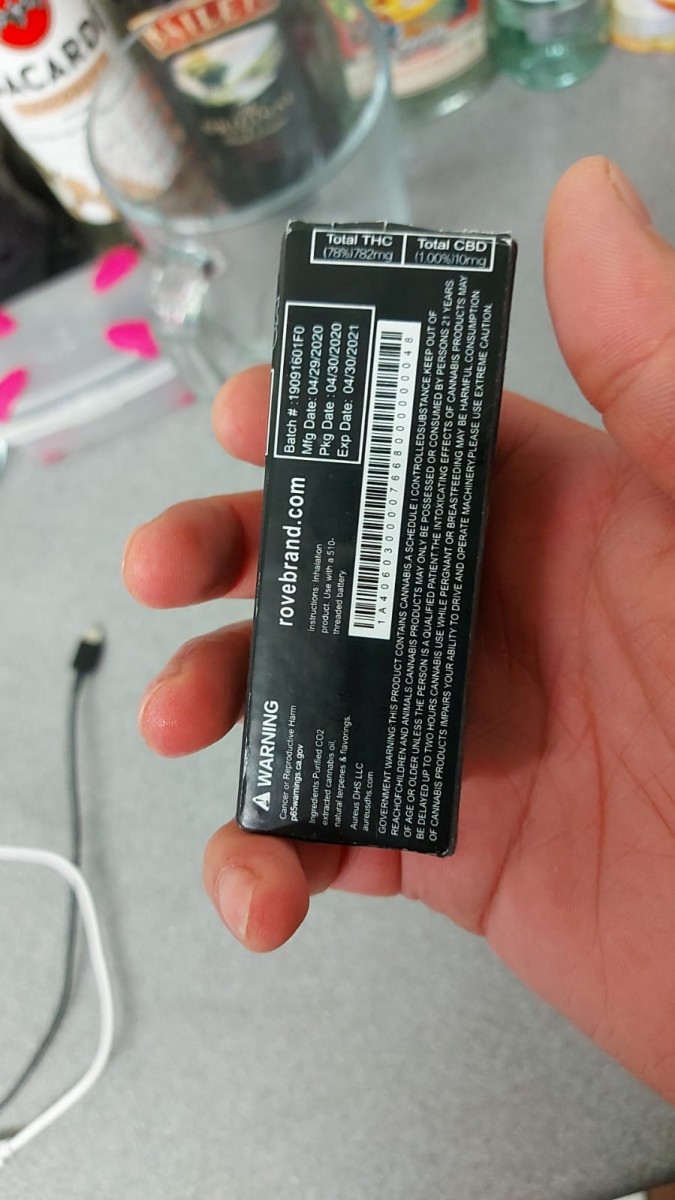 BACARDI
BAILEYS
Total THC
(78%)782mg
Total CBD
(1.00%)10mg
Batch # :19091601F0
Mfg Date: 04/29/2020
Pkg Date : 04/30/2020
Exp Date: 04/30/2021
rovebrand.com
Instructions: Inhalation
product. Use with a 510-
threaded battery.
1A4060300007668000000048
WARNING
Cancer or Reproductive Harm
p65warnings.ca.gov
Ingredients:Purified CO2
extracted cannabis oil,
natural terpenes & flavorings.
Aureus DHS LLC
aureusdhs.com
GOVERNMENT WARNING:THIS PRODUCT CONTAINS CANNABIS,A SCHEDULE I CONTROLLEDSUBSTANCE.KEEP OUT OF
REACHOFCHILDREN AND ANIMALS.CANNABIS PRODUCTS MAY ONLY BE POSSESSED OR CONSUMED BY PERSONS 21 YEARS
OF AGE OR OLDER UNLESS THE PERSON IS A QUALIFIED PATIENT.THE INTOXICATING EFFECTS OF CANNABIS PRODUCTS MAY
BE DELAYED UP TO TWO HOURS.CANNABIS USE WHILE PERGNANT OR BREASTFEEDING MAY BE HARMFUL.CONSUMPTION
OF CANNABIS PRODUCTS IMPAIRS YOUR ABILITY TO DRIVE AND OPERATE MACHINERY.PLEASE USE EXTREME CAUTION.